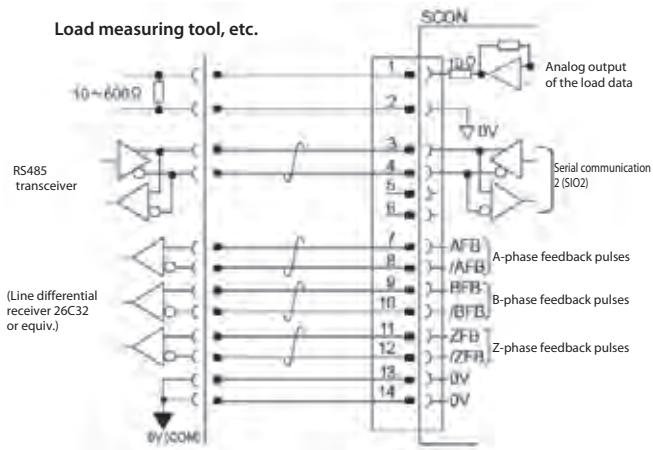 SCON
Load measuring tool, etc.
10~600Ω
10Ω
Analog output
of the load data
0V
RS485
transceiver
Serial communication
2 (SIO2)
1
2
3
4
5
6
7
8
9
10
11
12
13
14
AFB
/AFB
A-phase feedback pulses
BFB
/BFB
B-phase feedback pulses
ZFB
/ZFB
Z-phase feedback pulses
0V
0V
(Line differential
receiver 26C32
or equiv.)
0V(COM)